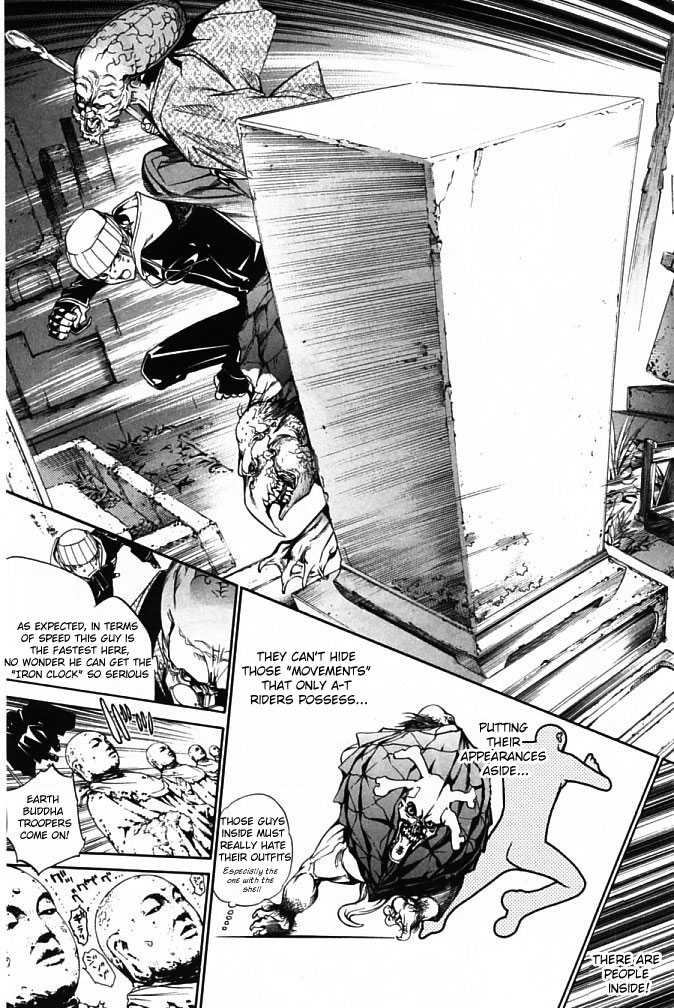 THERE ARE
PEOPLE
INSIDE!
PUTTING
THEIR
APPEARANCES
ASIDE...
THEY CAN'T HIDE
THOSE "MOVEMENTS"
THAT ONLY A-T
RIDERS POSSESS...
THOSE GUYS
INSIDE MUST
REALLY HATE
THEIR OUTFITS
Especially the
one with the
shell
AS EXPECTED, IN TERMS
OF SPEED THIS GUY IS
THE FASTEST HERE,
NO WONDER HE CAN GET THE
"IRON CLOCK" SO SERIOUS
EARTH
BUDDHA
TROOPERS
COME ON!